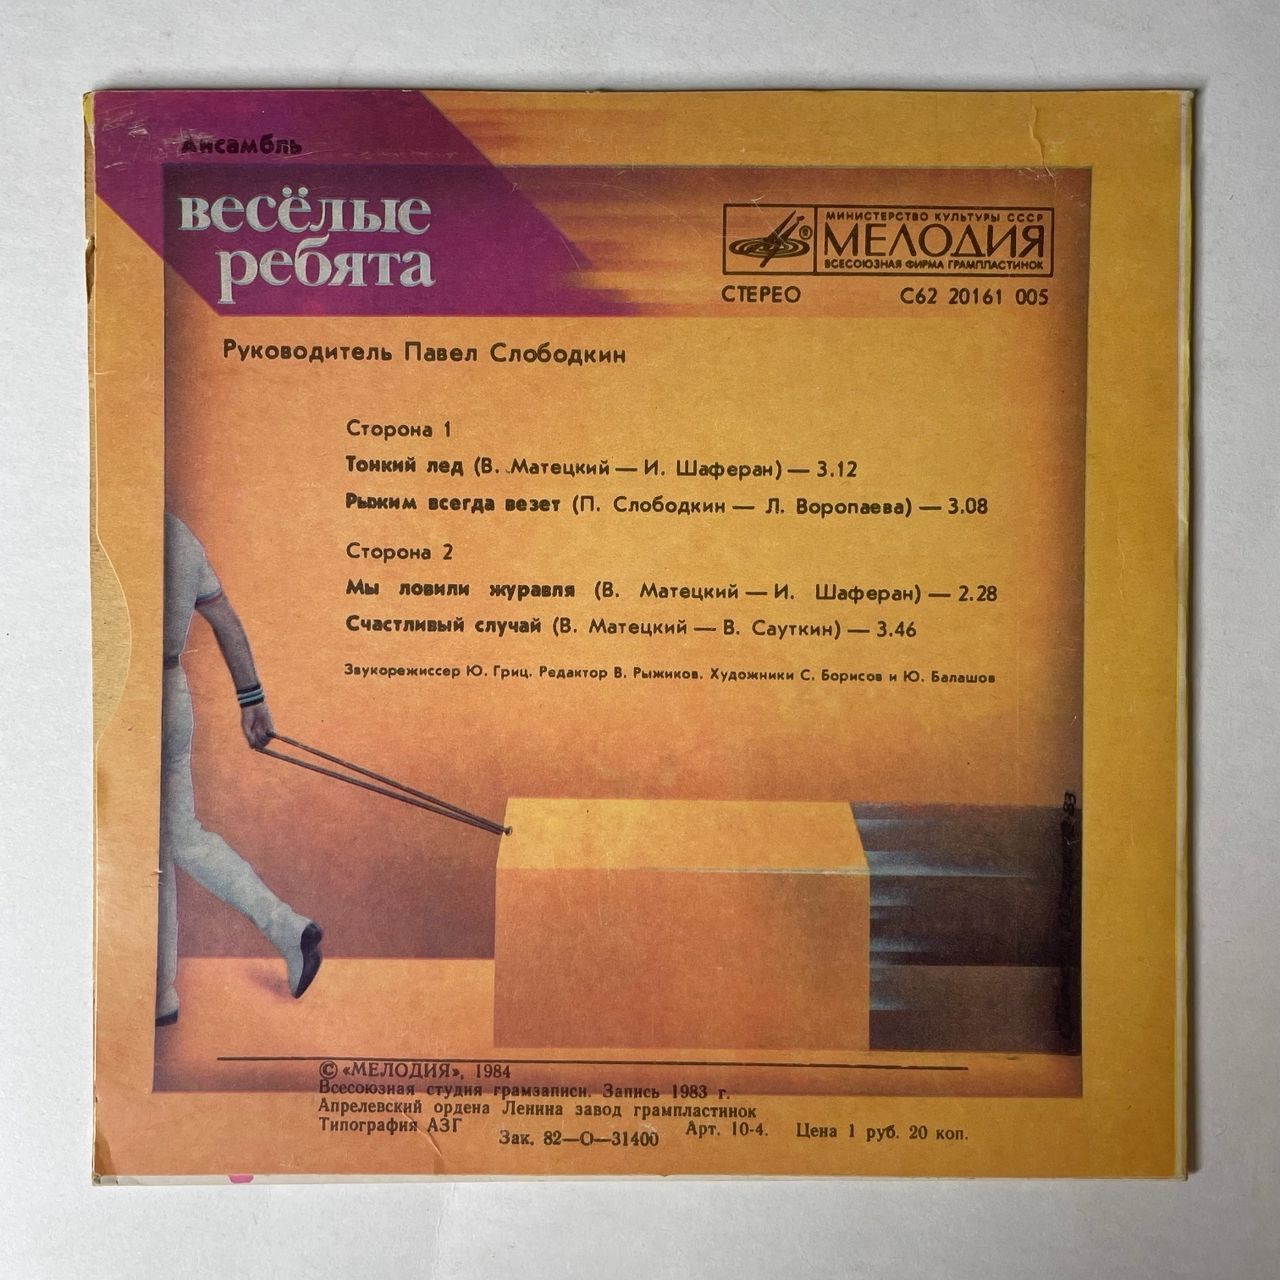 Ансамбль
весёлые
ребята
МИНИСТЕРСТВО КУЛЬТУРЫ СССР
МЕЛОДИЯ
ВСЕСОЮЗНАЯ ФИРМА ГРАМПЛАСТИНОК
®
СТЕРЕО
С62 20161 005
Руководитель Павел Слободкин
Сторона 1
Тонкий лед (В. Матецкий — И. Шаферан) — 3.12
Рыжим всегда везет (П. Слободкин — Л. Воропаева) — 3.08
Сторона 2
Мы ловили журавля (В. Матецкий — И. Шаферан) — 2.28
Счастливый случай (В. Матецкий — В. Сауткин) — 3.46
Звукорежиссер Ю. Гриц. Редактор В. Рыжиков. Художники С. Борисов и Ю. Балашов
© «МЕЛОДИЯ», 1984
Всесоюзная студия грамзаписи. Запись 1983 г.
Апрелевский ордена Ленина завод грампластинок
Типография АЗГ
Зак. 82—О—31400
Арт. 10-4.
Цена 1 руб. 20 коп.